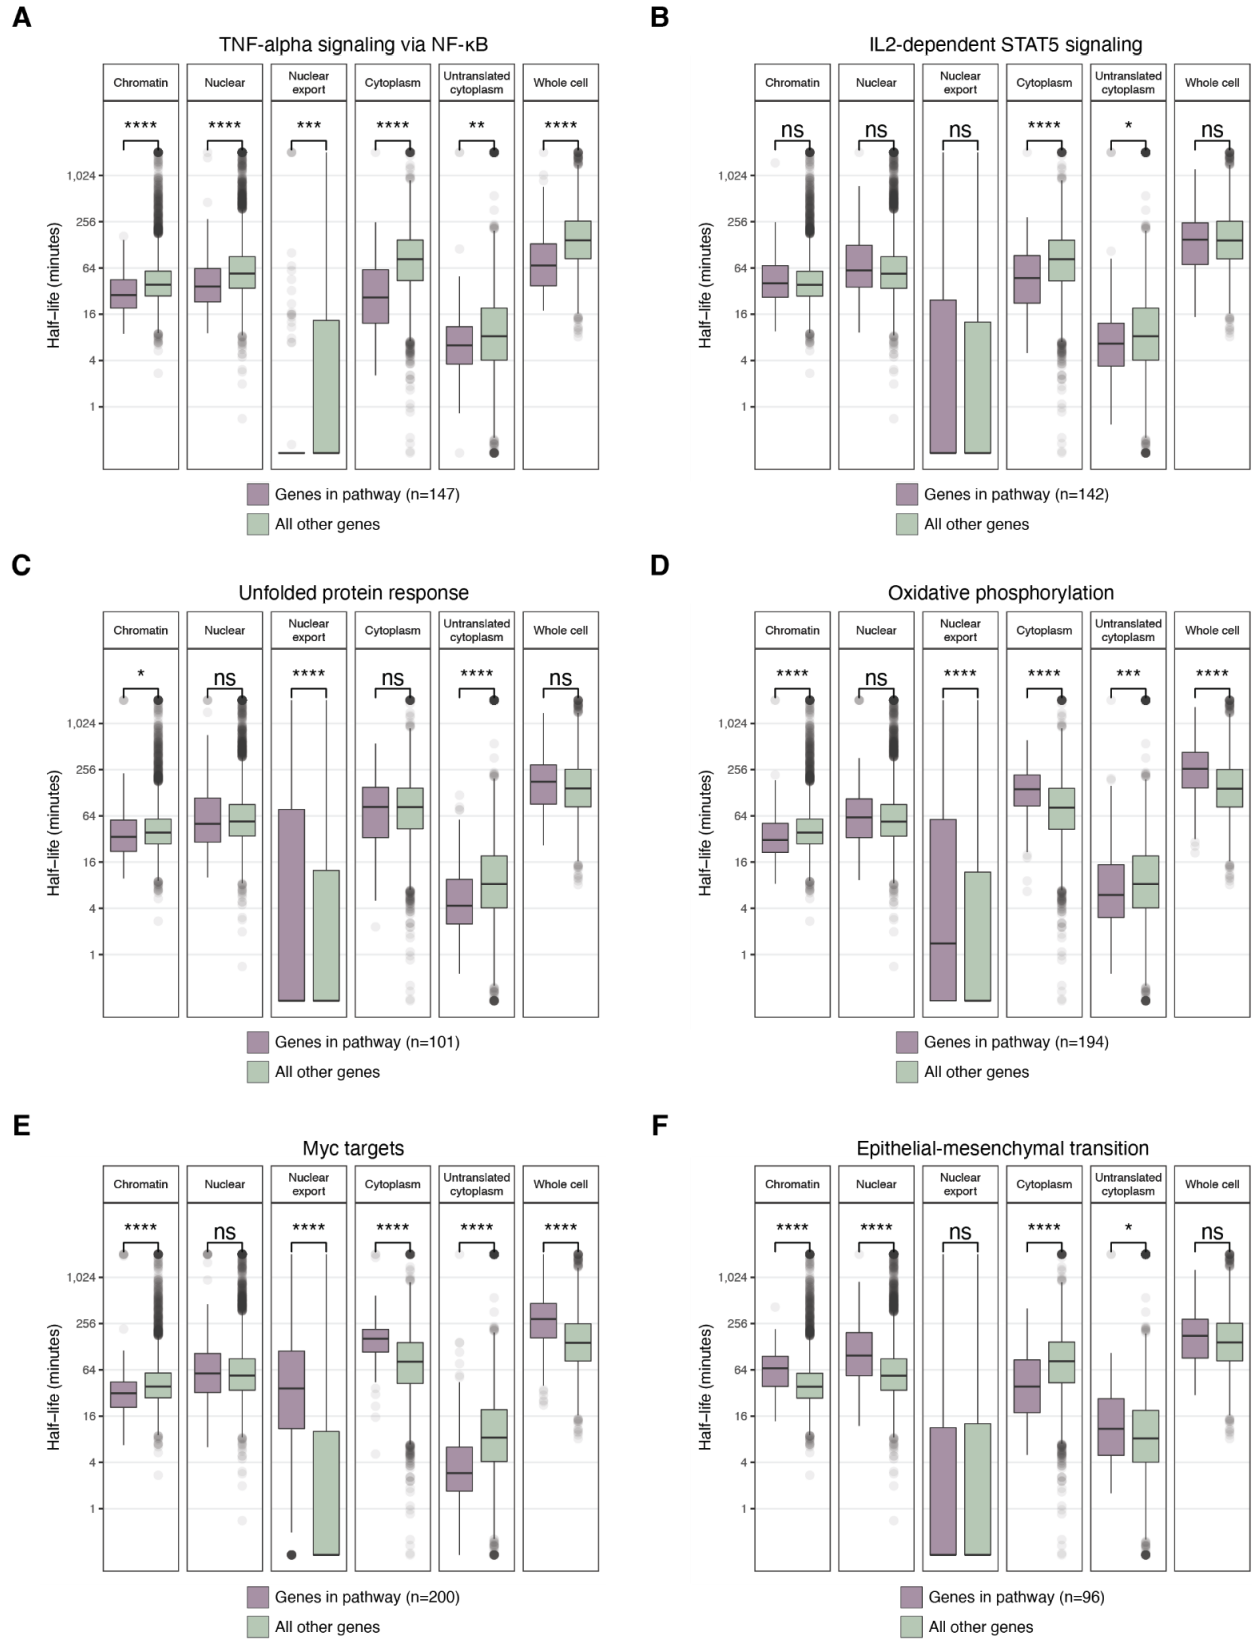 A
TNF-alpha signaling via NF-κB
Chromatin
Nuclear
Nuclear
export
Cytoplasm
Untranslated
cytoplasm
Whole cell
**** **** *** **** ** ****
Half−life (minutes)
1,024
256
64
16
4
1
Genes in pathway (n=147)
All other genes
B
IL2-dependent STAT5 signaling
Chromatin
Nuclear
Nuclear
export
Cytoplasm
Untranslated
cytoplasm
Whole cell
ns ns ns **** * ns
Half−life (minutes)
1,024
256
64
16
4
1
Genes in pathway (n=142)
All other genes
C
Unfolded protein response
Chromatin
Nuclear
Nuclear
export
Cytoplasm
Untranslated
cytoplasm
Whole cell
* ns **** ns **** ns
Half−life (minutes)
1,024
256
64
16
4
1
Genes in pathway (n=101)
All other genes
D
Oxidative phosphorylation
Chromatin
Nuclear
Nuclear
export
Cytoplasm
Untranslated
cytoplasm
Whole cell
**** ns **** **** *** ****
Half−life (minutes)
1,024
256
64
16
4
1
Genes in pathway (n=194)
All other genes
E
Myc targets
Chromatin
Nuclear
Nuclear
export
Cytoplasm
Untranslated
cytoplasm
Whole cell
**** ns **** **** **** ****
Half−life (minutes)
1,024
256
64
16
4
1
Genes in pathway (n=200)
All other genes
F
Epithelial-mesenchymal transition
Chromatin
Nuclear
Nuclear
export
Cytoplasm
Untranslated
cytoplasm
Whole cell
**** **** ns **** * ns
Half−life (minutes)
1,024
256
64
16
4
1
Genes in pathway (n=96)
All other genes